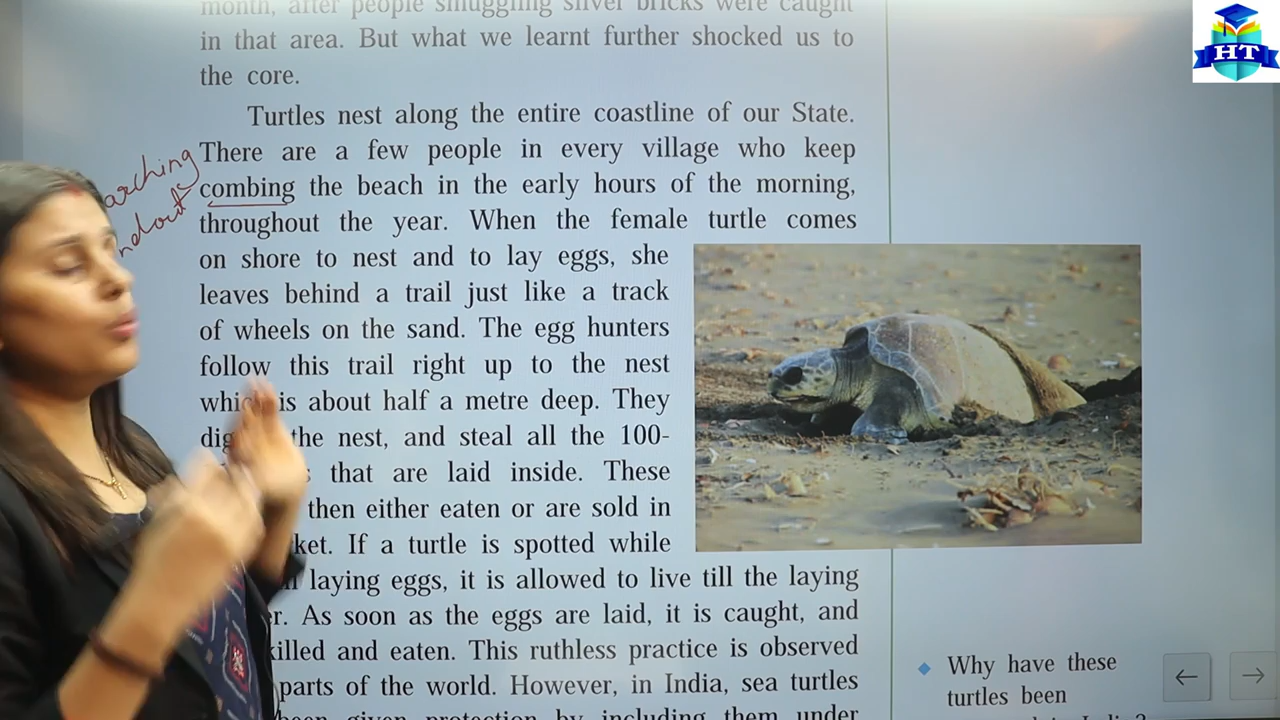 month, after people smuggling silver bricks were caught
in that area. But what we learnt further shocked us to
the core.
Turtles nest along the entire coastline of our State.
There are a few people in every village who keep
combing the beach in the early hours of the morning,
throughout the year. When the female turtle comes
on shore to nest and to lay eggs, she
leaves behind a trail just like a track
of wheels on the sand. The egg hunters
follow this trail right up to the nest
which is about half a metre deep. They
the nest, and steal all the 100-
that are laid inside. These
then either eaten or are sold in
If a turtle is spotted while
laying eggs, it is allowed to live till the laying
As soon as the eggs are laid, it is caught, and
killed and eaten. This ruthless practice is observed
parts of the world. However, in India, sea turtles
been given protection by including them under
HT
Why have these
turtles been